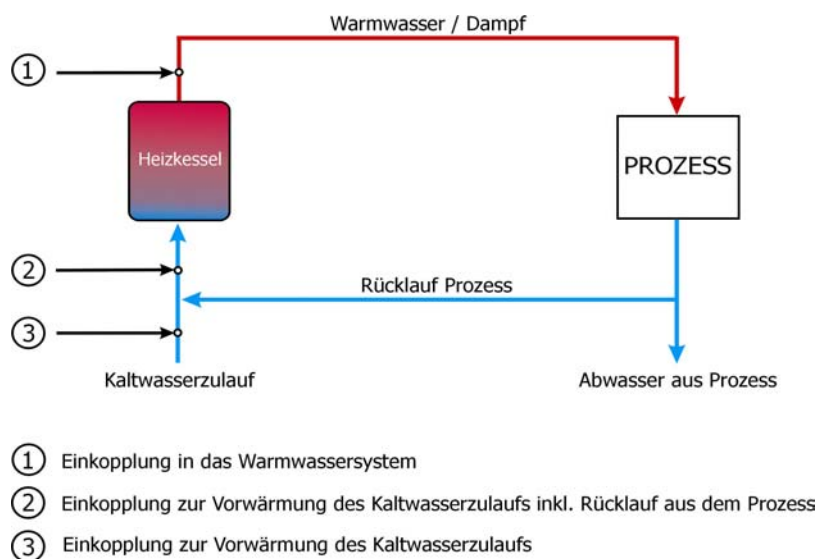 Warmwasser / Dampf
1
Heizkessel
PROZESS
2
Rücklauf Prozess
3
Kaltwasserzulauf
Abwasser aus Prozess
1 Einkopplung in das Warmwassersystem
2 Einkopplung zur Vorwärmung des Kaltwasserzulaufs inkl. Rücklauf aus dem Prozess
3 Einkopplung zur Vorwärmung des Kaltwasserzulaufs